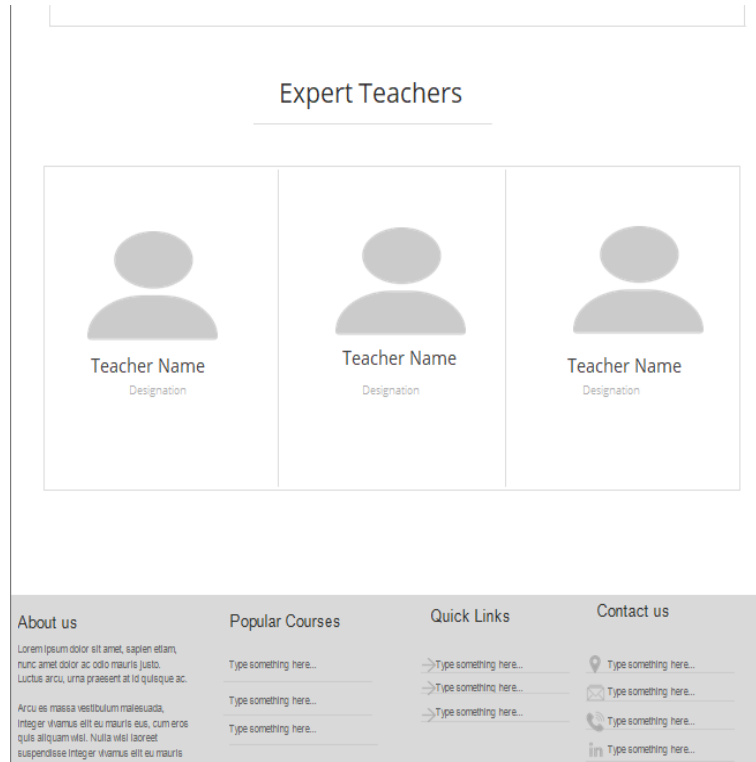 Expert Teachers
Teacher Name
Designation
Teacher Name
Designation
Teacher Name
Designation
About us
Lorem ipsum dolor sit amet, sapien etiam,
nunc amet dolor ac odio mauris justo.
Luctus arcu, urna praesent at id quisque ac.
Arcu es massa vestibulum malesuada,
integer vivamus elit eu mauris eus, cum eros
quis aliquam wisi. Nulla wisi laoreet
suspendisse integer vivamus elit eu mauris
Popular Courses
Type something here...
Type something here...
Type something here...
Quick Links
Type something here...
Type something here...
Type something here...
Contact us
Type something here...
Type something here...
Type something here...
in Type something here...